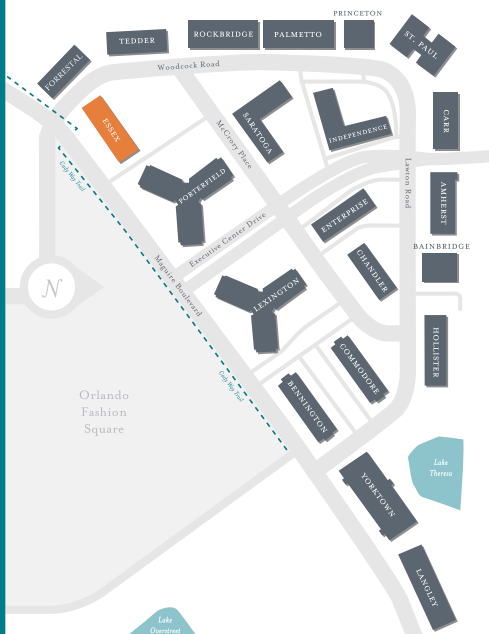 PRINCETON
ROCKBRIDGE
PALMETTO
TEDDER
ST. PAUL
FORRESTAL
Woodcock Road
ESSEX
SARATOGA
INDEPENDENCE
CARR
McCrory Place
Gady Way Trail
PORTERFIELD
Lawton Road
AMHERST
ENTERPRISE
Executive Center Drive
BAINBRIDGE
CHANDLER
Maguire Boulevard
N
LEXINGTON
HOLLISTER
COMMODORE
Gady Way Trail
BENNINGTON
Orlando
Fashion
Square
Lake
Theresa
YORKTOWN
LANGLEY
Lake
Overstreet